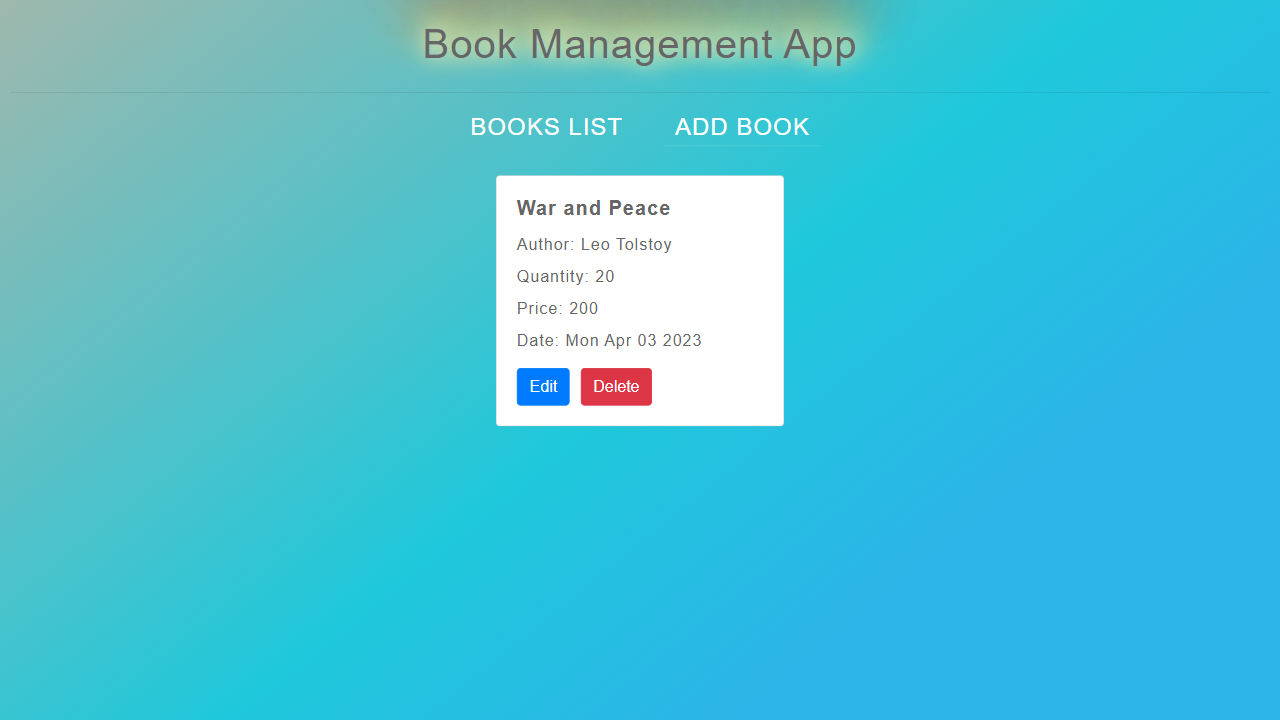 Book Management App
BOOKS LIST ADD BOOK
War and Peace
Author: Leo Tolstoy
Quantity: 20
Price: 200
Date: Mon Apr 03 2023
Edit Delete